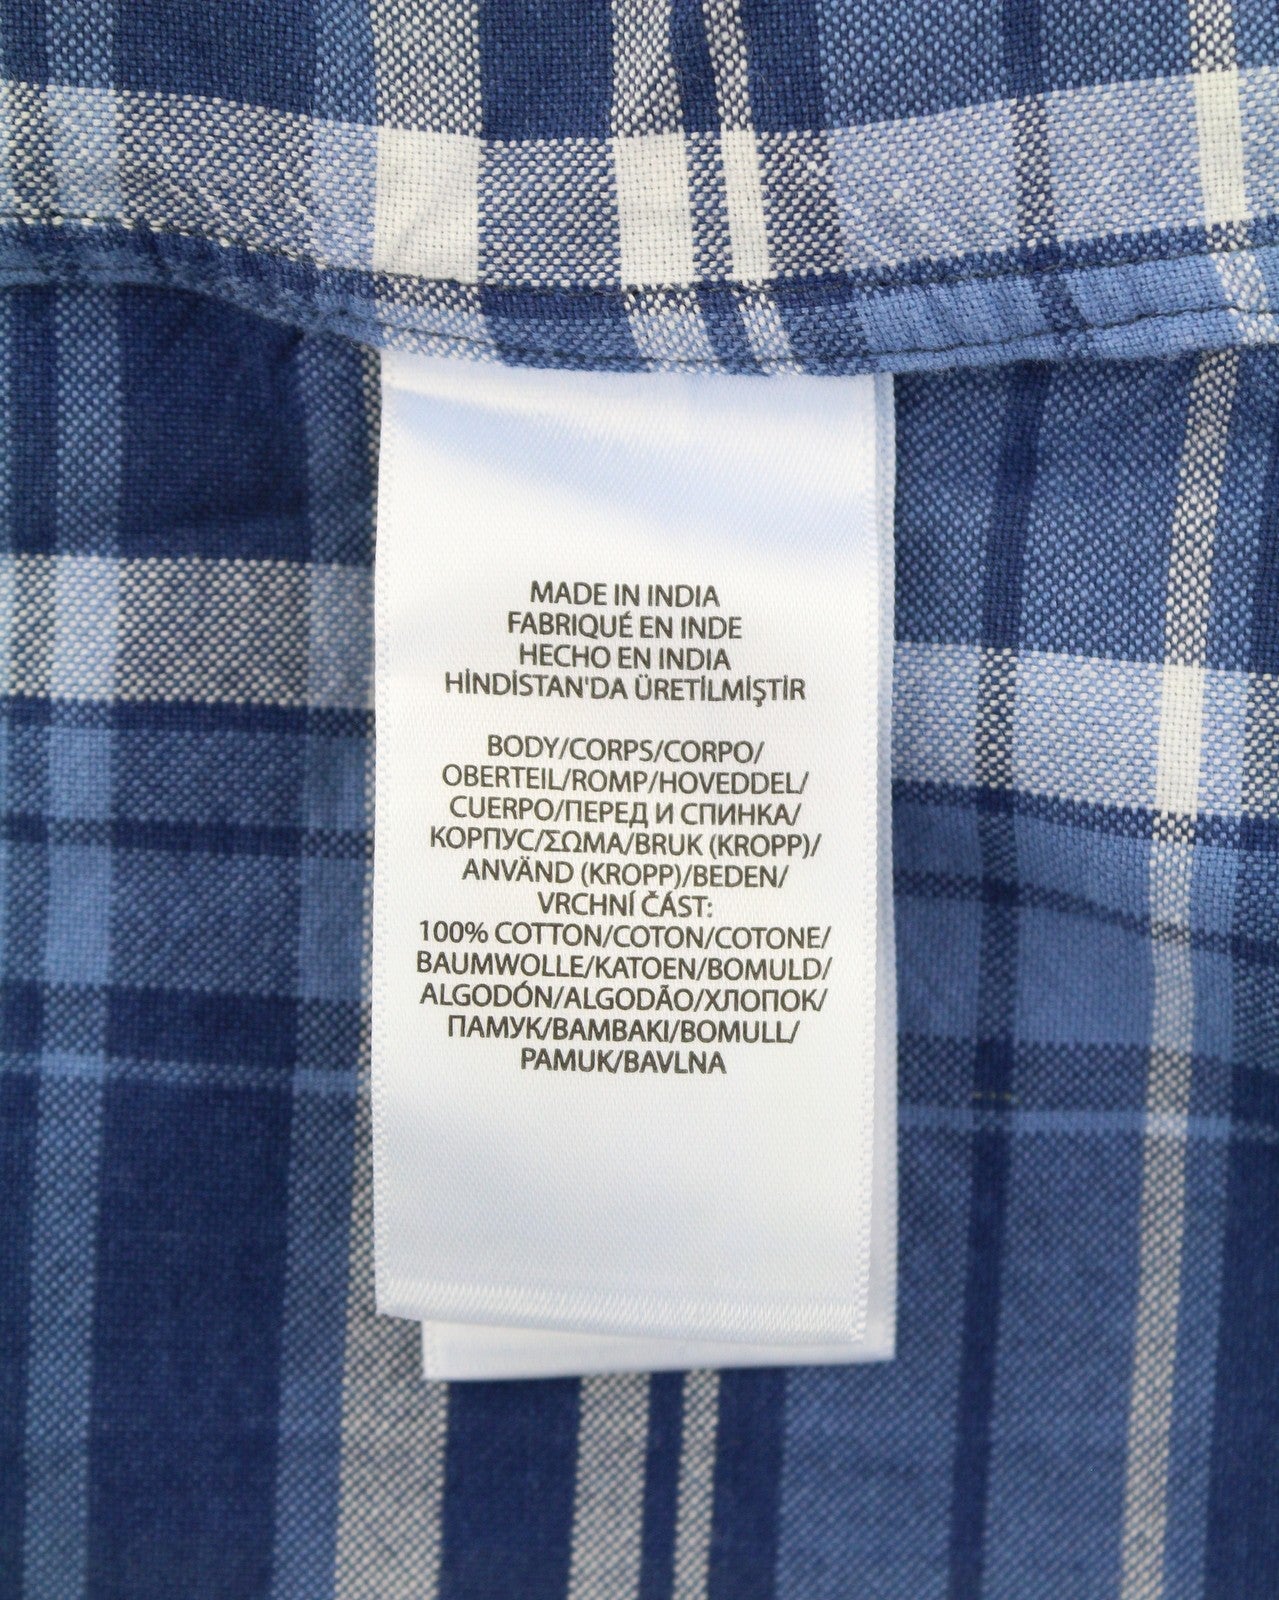 MADE IN INDIA
FABRIQUÉ EN INDE
HECHO EN INDIA
HİNDİSTAN'DA ÜRETİLMİŞTİR
BODY/CORPS/CORPO/
OBERTEIL/ROMP/HOVEDDEL/
CUERPO/ПЕРЕД И СПИНКА/
КОРПУС/ΣΩΜΑ/BRUK (KROPP)/
ANVÄND (KROPP)/BEDEN/
VRCHNÍ ČÁST:
100% COTTON/COTON/COTONE/
BAUMWOLLE/KATOEN/BOMULD/
ALGODÓN/ALGODÃO/ХЛОПОК/
ПАМУК/ΒΑΜΒΑΚΙ/BOMULL/
PAMUK/BAVLNA